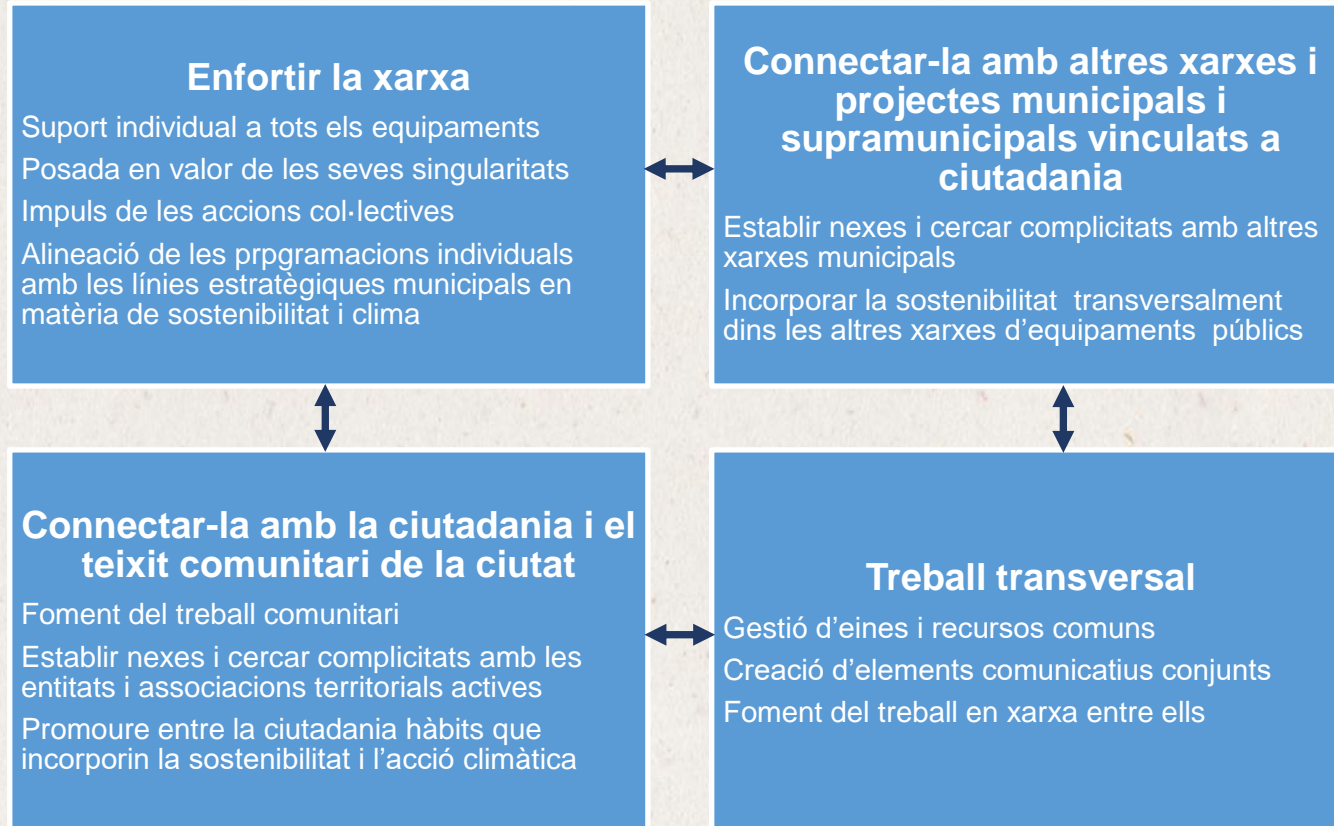 Enfortir la xarxa
Suport individual a tots els equipaments
Posada en valor de les seves singularitats
Impuls de les accions col·lectives
Alineació de les prpgramacions individuals
amb les línies estratègiques municipals en
matèria de sostenibilitat i clima
Connectar-la amb altres xarxes i
projectes municipals i
supramunicipals vinculats a
ciutadania
Establir nexes i cercar complicitats amb altres
xarxes municipals
Incorporar la sostenibilitat  transversalment
dins les altres xarxes d’equipaments  públics
Connectar-la amb la ciutadania i el
teixit comunitari de la ciutat
Foment del treball comunitari
Establir nexes i cercar complicitats amb les
entitats i associacions territorials actives
Promoure entre la ciutadania hàbits que
incorporin la sostenibilitat i l’acció climàtica
Treball transversal
Gestió d’eines i recursos comuns
Creació d’elements comunicatius conjunts
Foment del treball en xarxa entre ells